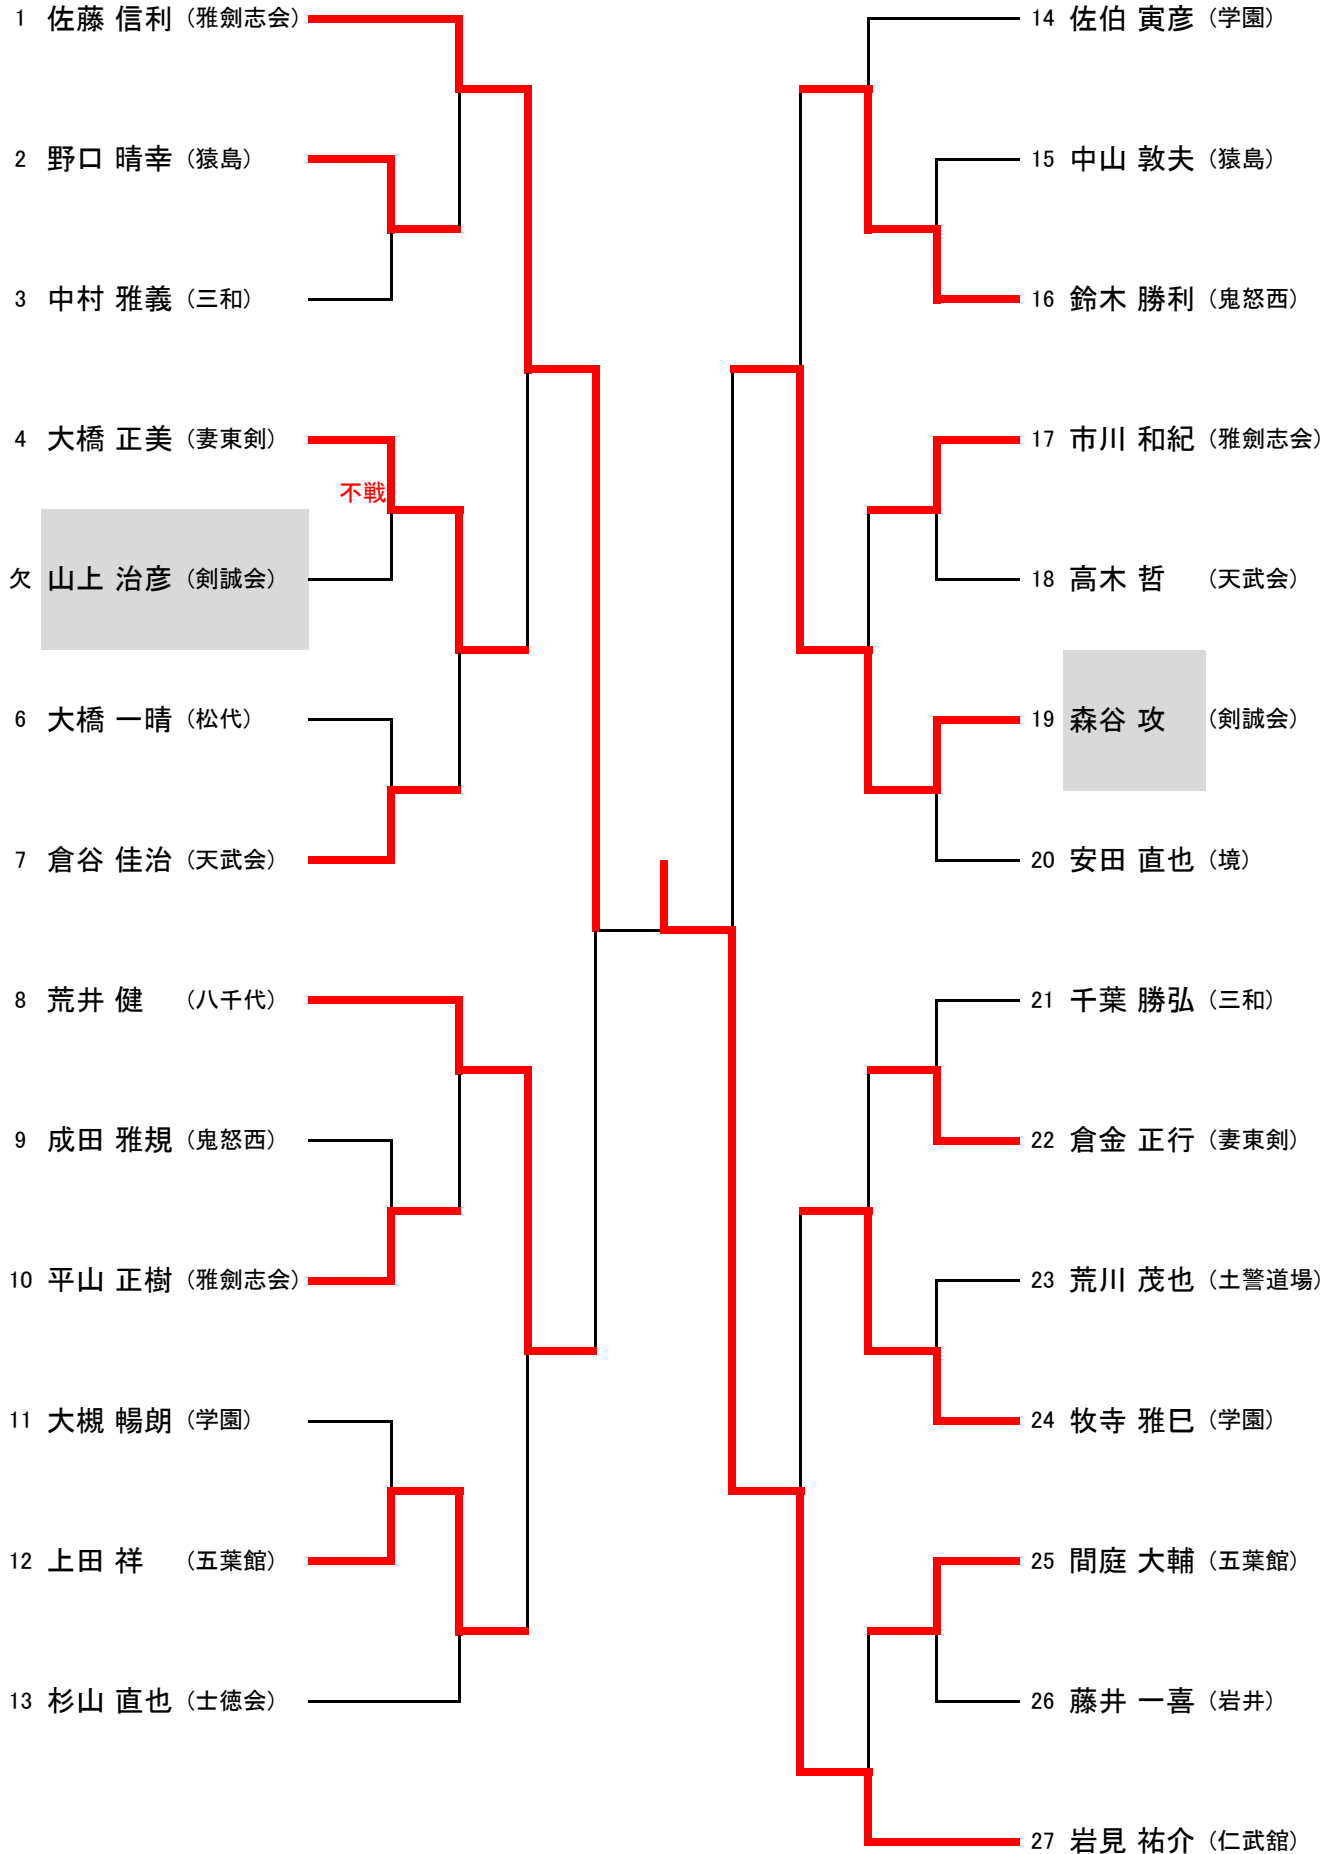 1 佐藤 信利 (雅劍志会)
2 野口 晴幸 (猿島)
3 中村 雅義 (三和)
4 大橋 正美 (妻東剣)
不戦
欠 山上 治彦 (剣誠会)
6 大橋 一晴 (松代)
7 倉谷 佳治 (天武会)
8 荒井 健 (八千代)
9 成田 雅規 (鬼怒西)
10 平山 正樹 (雅劍志会)
11 大槻 暢朗 (学園)
12 上田 祥 (五葉館)
13 杉山 直也 (士徳会)
14 佐伯 寅彦 (学園)
15 中山 敦夫 (猿島)
16 鈴木 勝利 (鬼怒西)
17 市川 和紀 (雅劍志会)
18 高木 哲 (天武会)
19 森谷 攻 (剣誠会)
20 安田 直也 (境)
21 千葉 勝弘 (三和)
22 倉金 正行 (妻東剣)
23 荒川 茂也 (土警道場)
24 牧寺 雅巳 (学園)
25 間庭 大輔 (五葉館)
26 藤井 一喜 (岩井)
27 岩見 祐介 (仁武舘)